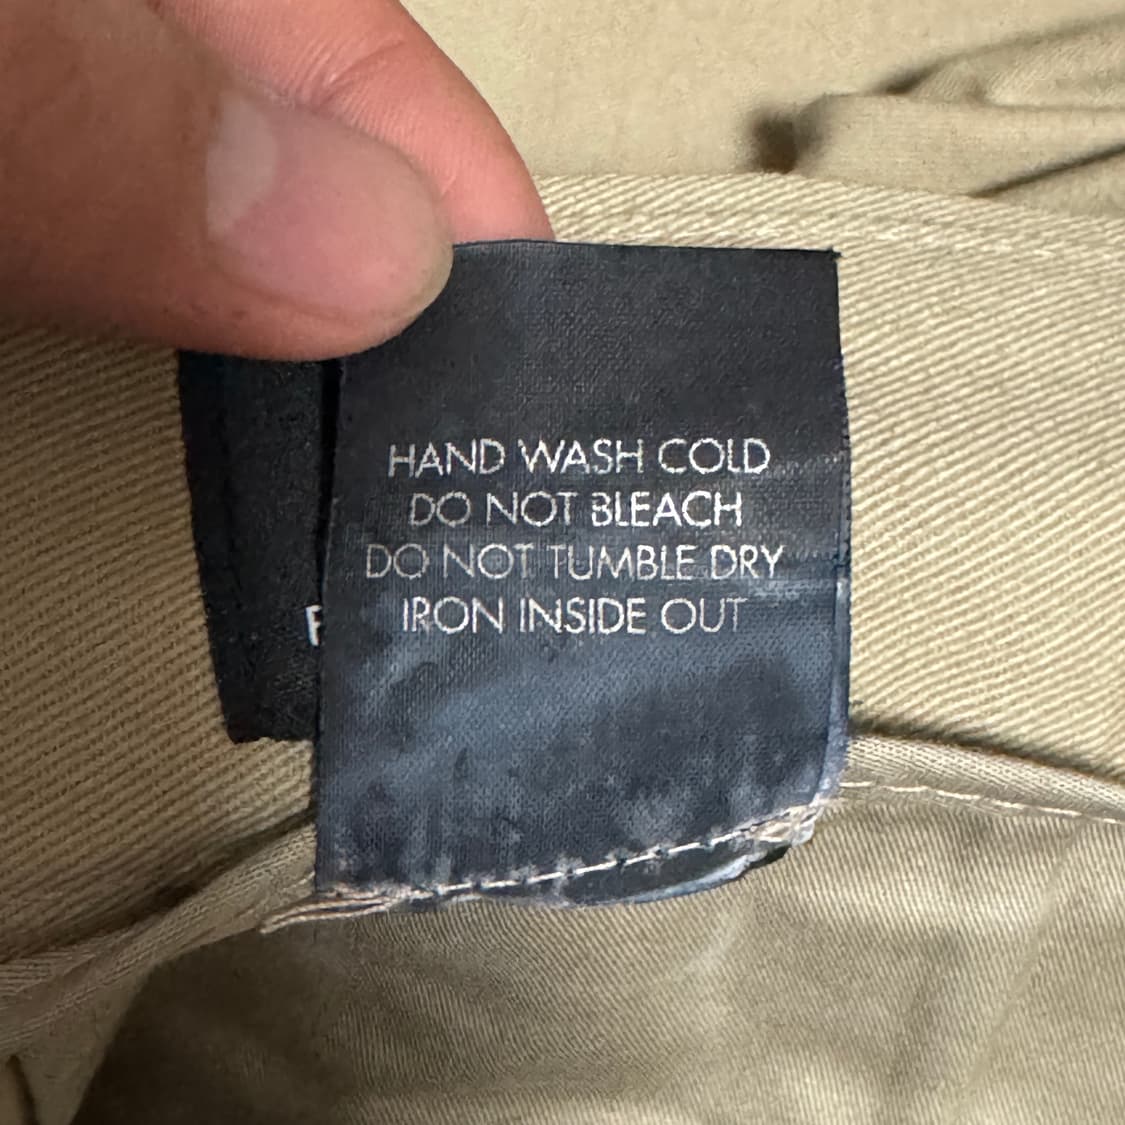 HAND WASH COLD
DO NOT BLEACH
DO NOT TUMBLE DRY
IRON INSIDE OUT